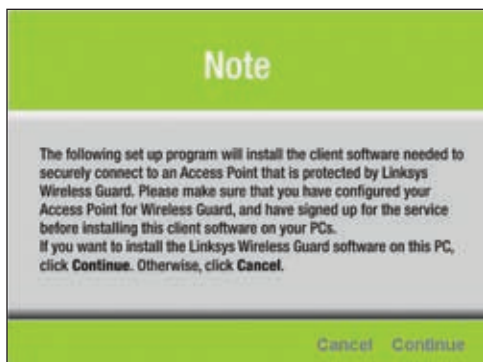 Note
The following set up program will install the client software needed to
securely connect to an Access Point that is protected by Linksys
Wireless Guard. Please make sure that you have configured your
Access Point for Wireless Guard, and have signed up for the service
before installing this client software on your PCs.
If you want to install the Linksys Wireless Guard software on this PC,
click Continue. Otherwise, click Cancel.
Cancel Continue